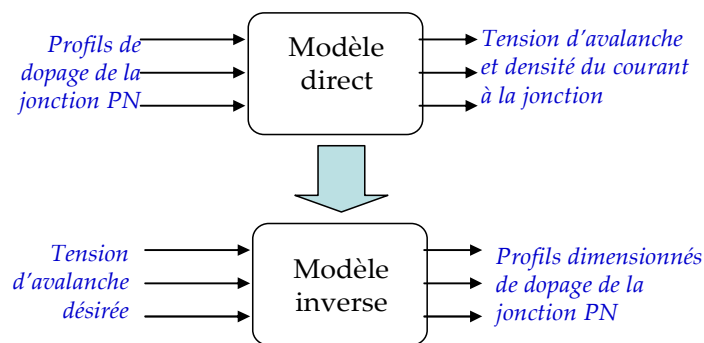 Profils de
dopage de la
jonction PN
Modèle
direct
Tension d'avalanche
et densité du courant
à la jonction
Tension
d'avalanche
désirée
Modèle
inverse
Profils dimensionnés
de dopage de la
jonction PN